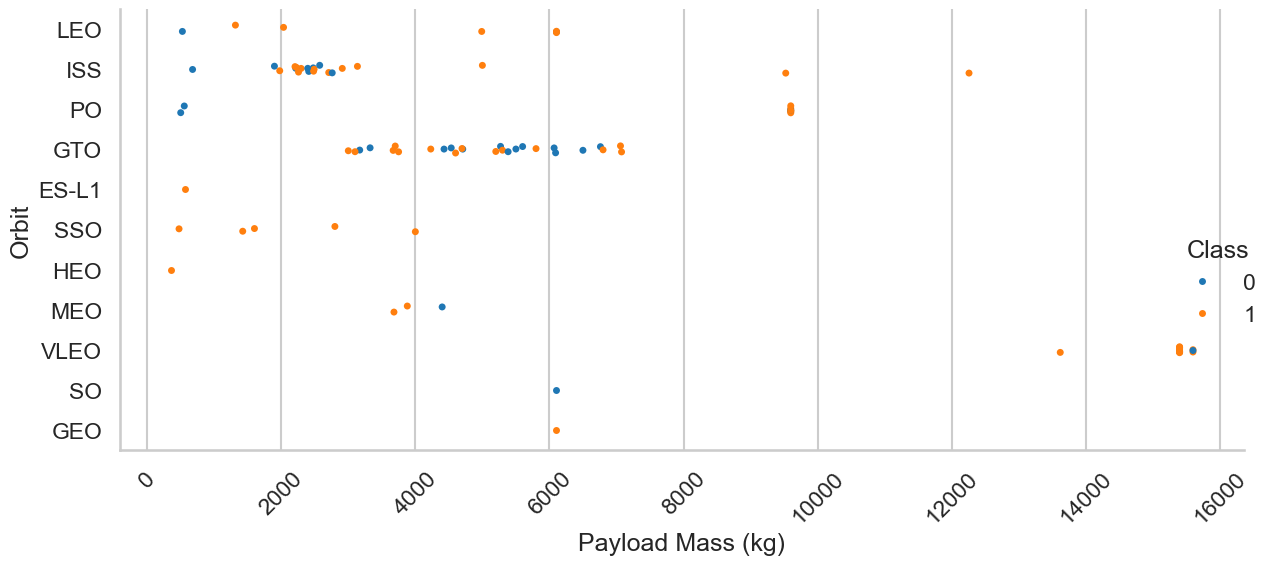 LEO
ISS
PO
GTO
ES-L1
SSO
HEO
MEO
VLEO
SO
GEO
Orbit
0
2000
4000
6000
8000
10000
12000
14000
16000
Payload Mass (kg)
Class
0
1